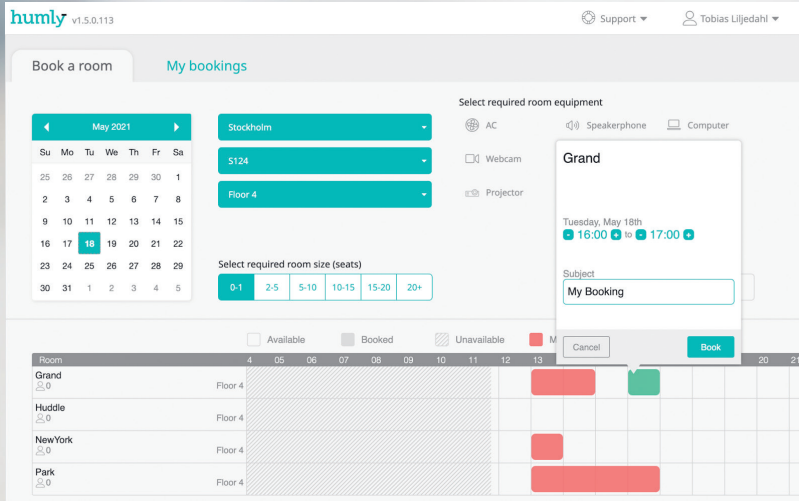 humly v1.5.0.113
Support
Tobias Liljedahl
Book a room
My bookings
Select required room equipment
AC
Speakerphone
Computer
Webcam
Projector
May 2021
Su Mo Tu We Th Fr Sa
25 26 27 28 29 30 1
2 3 4 5 6 7 8
9 10 11 12 13 14 15
16 17 18 19 20 21 22
23 24 25 26 27 28 29
30 31 1 2 3 4 5
Stockholm
S124
Floor 4
Select required room size (seats)
0-1 2-5 5-10 10-15 15-20 20+
Grand
Tuesday, May 18th
- 16:00 + to - 17:00 +
Subject
My Booking
Cancel
Book
Available
Booked
Unavailable
M
Room 4 05 06 07 08 09 10 11 12 13 20 21
Grand
0
Floor 4
Huddle
0
Floor 4
NewYork
0
Floor 4
Park
0
Floor 4